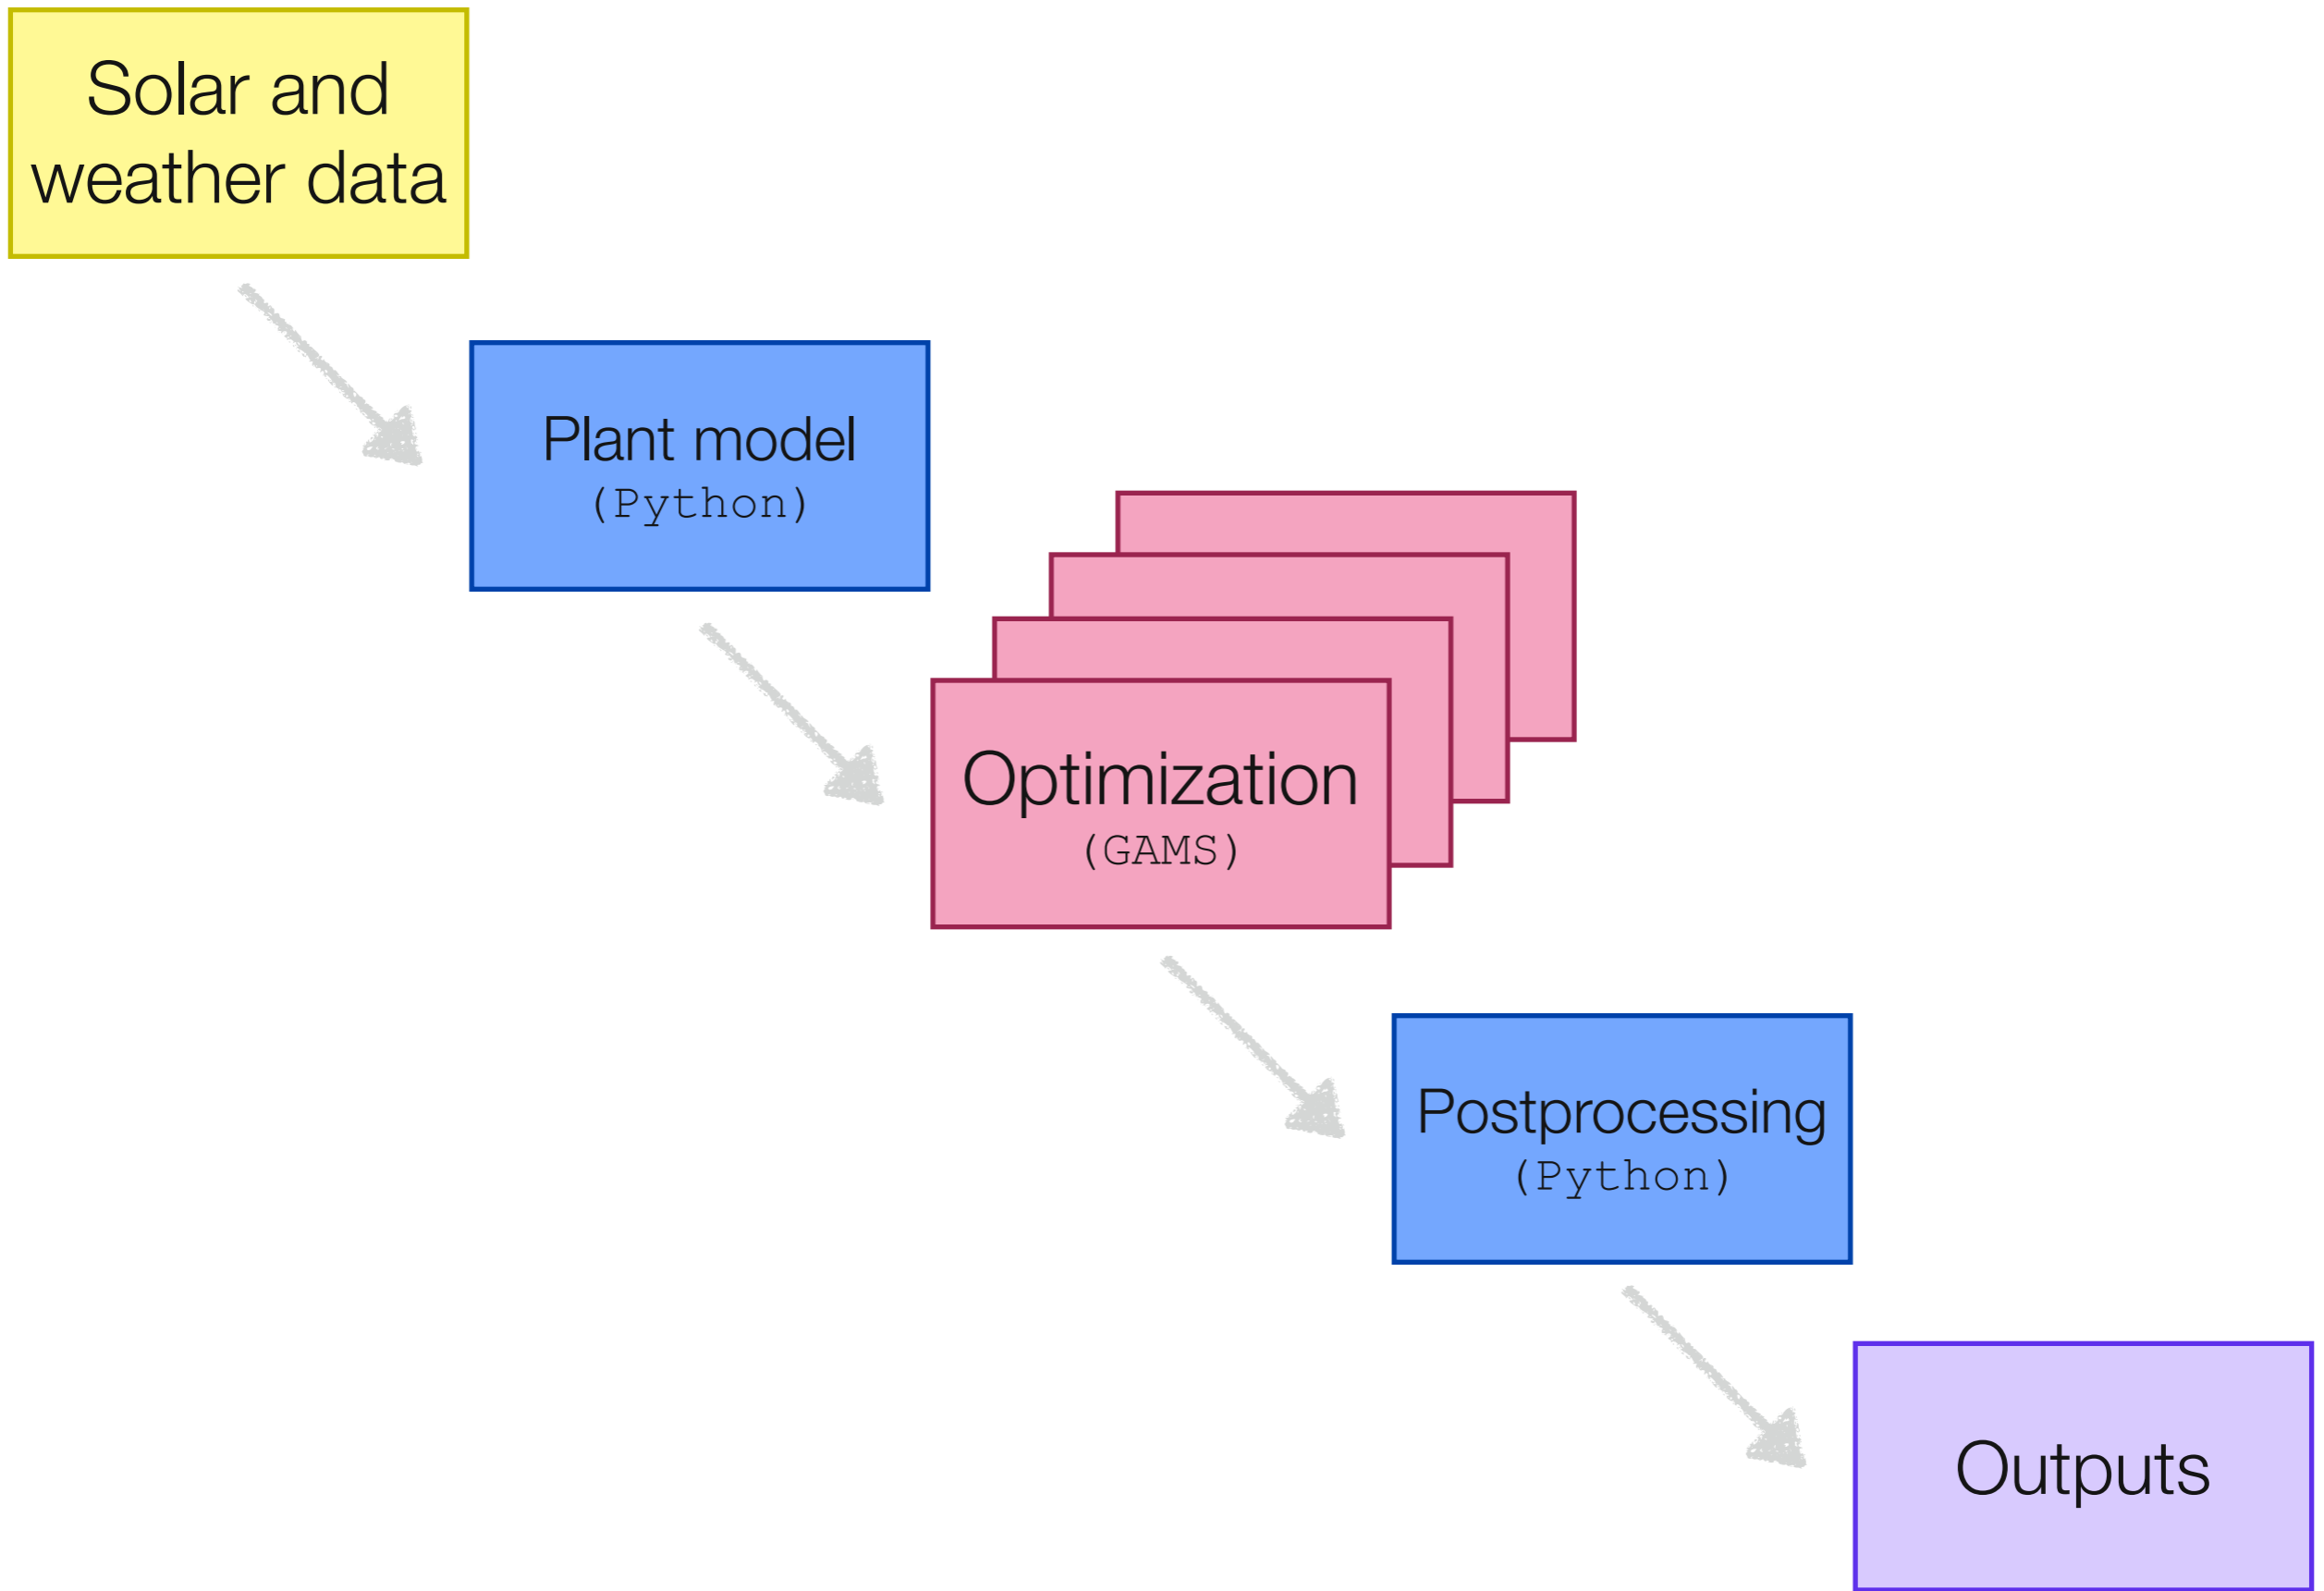 Solar and
weather data
Plant model
(Python)
Optimization
(GAMS)
Postprocessing
(Python)
Outputs